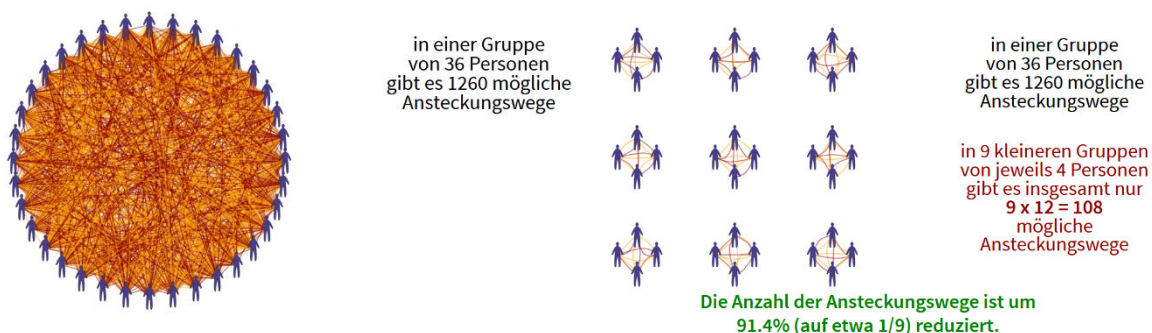 in einer Gruppe
von 36 Personen
gibt es 1260 mögliche
Ansteckungswege
in einer Gruppe
von 36 Personen
gibt es 1260 mögliche
Ansteckungswege
in 9 kleineren Gruppen
von jeweils 4 Personen
gibt es insgesamt nur
9 x 12 = 108
mögliche
Ansteckungswege
Die Anzahl der Ansteckungswege ist um
91.4% (auf etwa 1/9) reduziert.